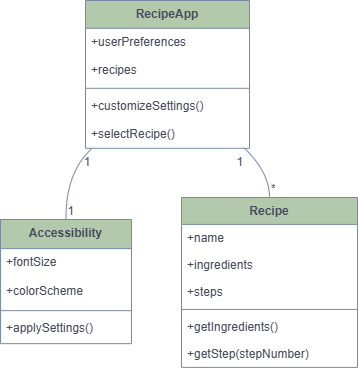 RecipeApp
+userPreferences
+recipes
+customizeSettings()
+selectRecipe()
1
1
1
*
Accessibility
+fontSize
+colorScheme
+applySettings()
Recipe
+name
+ingredients
+steps
+getIngredients()
+getStep(stepNumber)